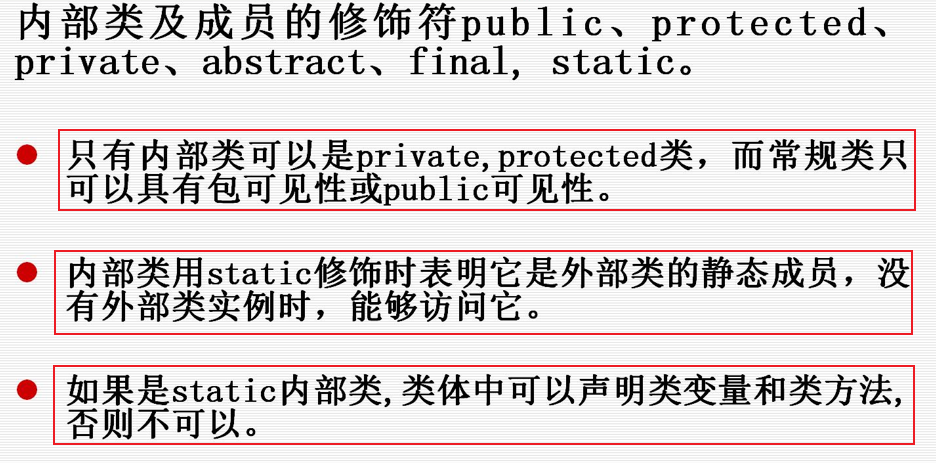 内部类及成员的修饰符public、protected、
private、abstract、final, static。
只有内部类可以是private,protected类，而常规类只
可以具有包可见性或public可见性。
内部类用static修饰时表明它是外部类的静态成员，没
有外部类实例时，能够访问它。
如果是static内部类,类体中可以声明类变量和类方法,
否则不可以。